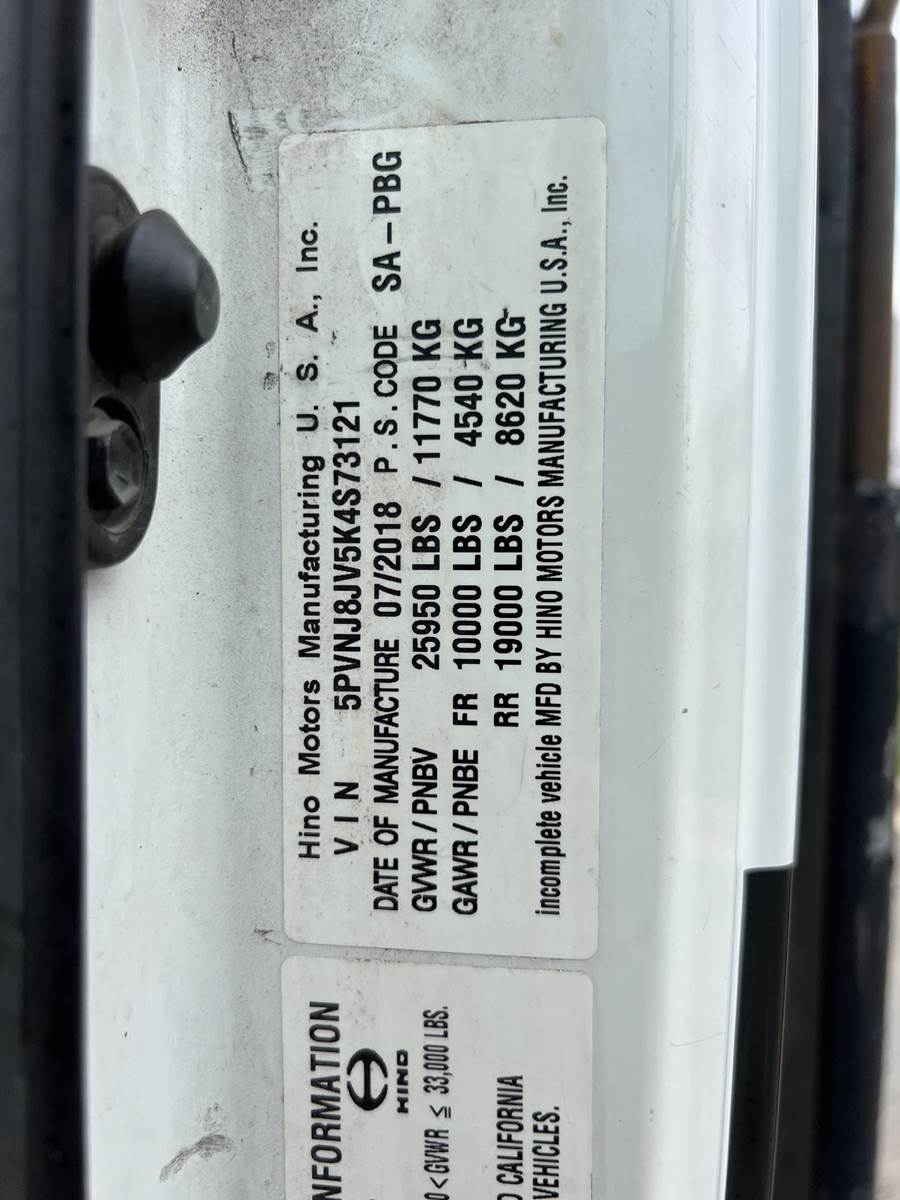 Hino Motors Manufacturing U. S. A., Inc.
VIN 5PVNJ8JV5K4S73121
DATE OF MANUFACTURE 07/2018 P.S.CODE SA-PBG
GVWR/PNBV 25950 LBS / 11770 KG
GAWR/PNBE FR 10000 LBS / 4540 KG
RR 19000 LBS / 8620 KG
incomplete vehicle MFD BY HINO MOTORS MANUFACTURING U.S.A., Inc.
NFORMATION
HINO
0<GVWR ≦ 33,000 LBS.
CALIFORNIA
VEHICLES.